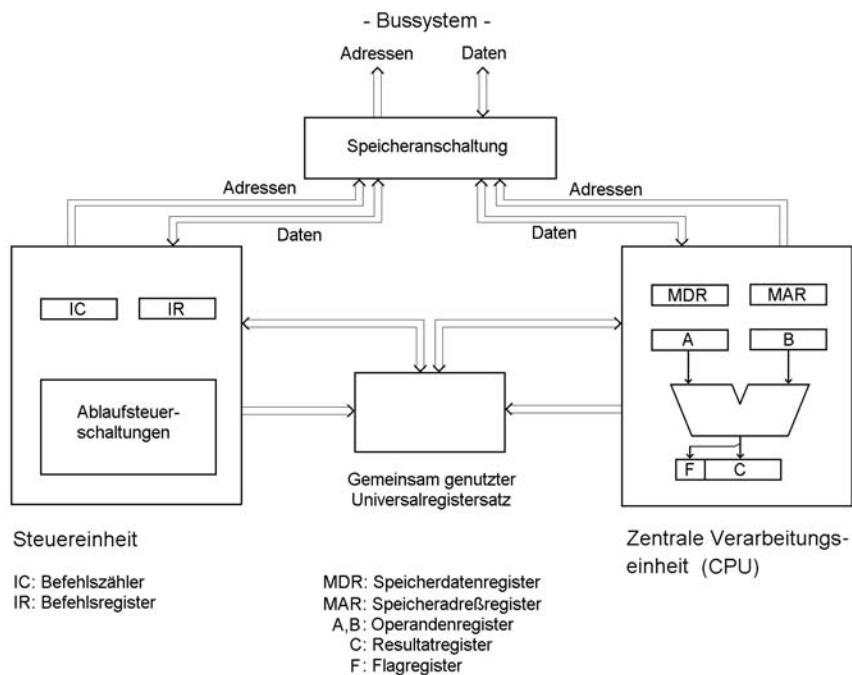 - Bussystem -
Adressen Daten
Speicheranschaltung
Adressen Adressen
Daten Daten
IC IR
MDR MAR
A B
Ablaufsteuer-
schaltungen
F C
Gemeinsam genutzter
Universalregistersatz
Steuereinheit
Zentrale Verarbeitungs-
einheit (CPU)
IC: Befehlszähler
IR: Befehlsregister
MDR: Speicherdatenregister
MAR: Speicheradreßregister
A,B: Operandenregister
C: Resultatregister
F: Flagregister